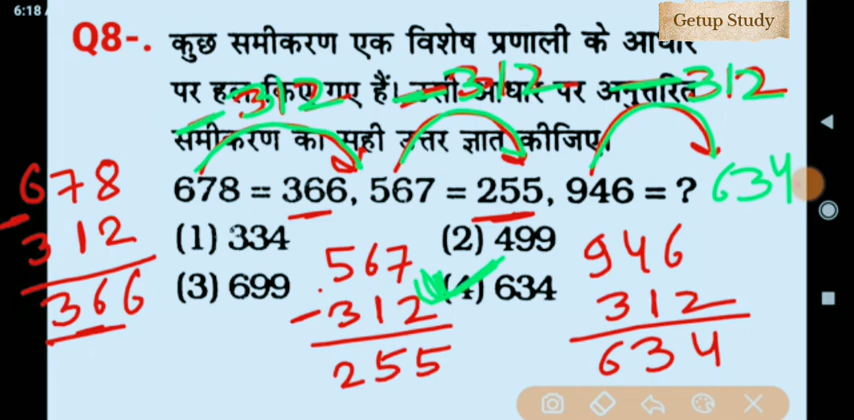 6:18
Getup Study
Q8-. कुछ समीकरण एक विशेष प्रणाली के आधार
पर हल किए गए हैं। उसी आधार पर अनुत्तरित
-312 -312 -312
समीकरण का सही उत्तर ज्ञात कीजिए।
678 = 366, 567 = 255, 946 = ? 634
(1) 334 (2) 499
(3) 699 (4) 634
678
-312
366
567
-312
255
946
312
634